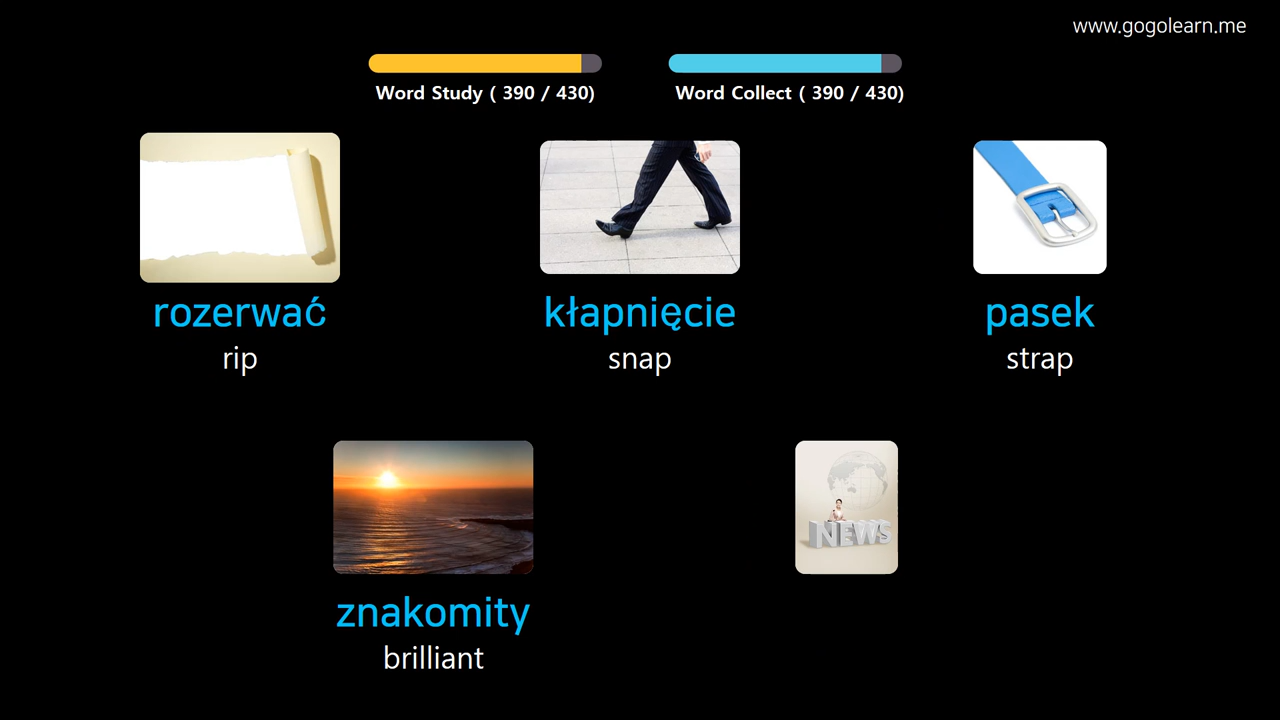 www.gogolearn.me
Word Study ( 390 / 430)
Word Collect ( 390 / 430)
rozerwać
rip
kłapnięcie
snap
pasek
strap
znakomity
brilliant
NEWS